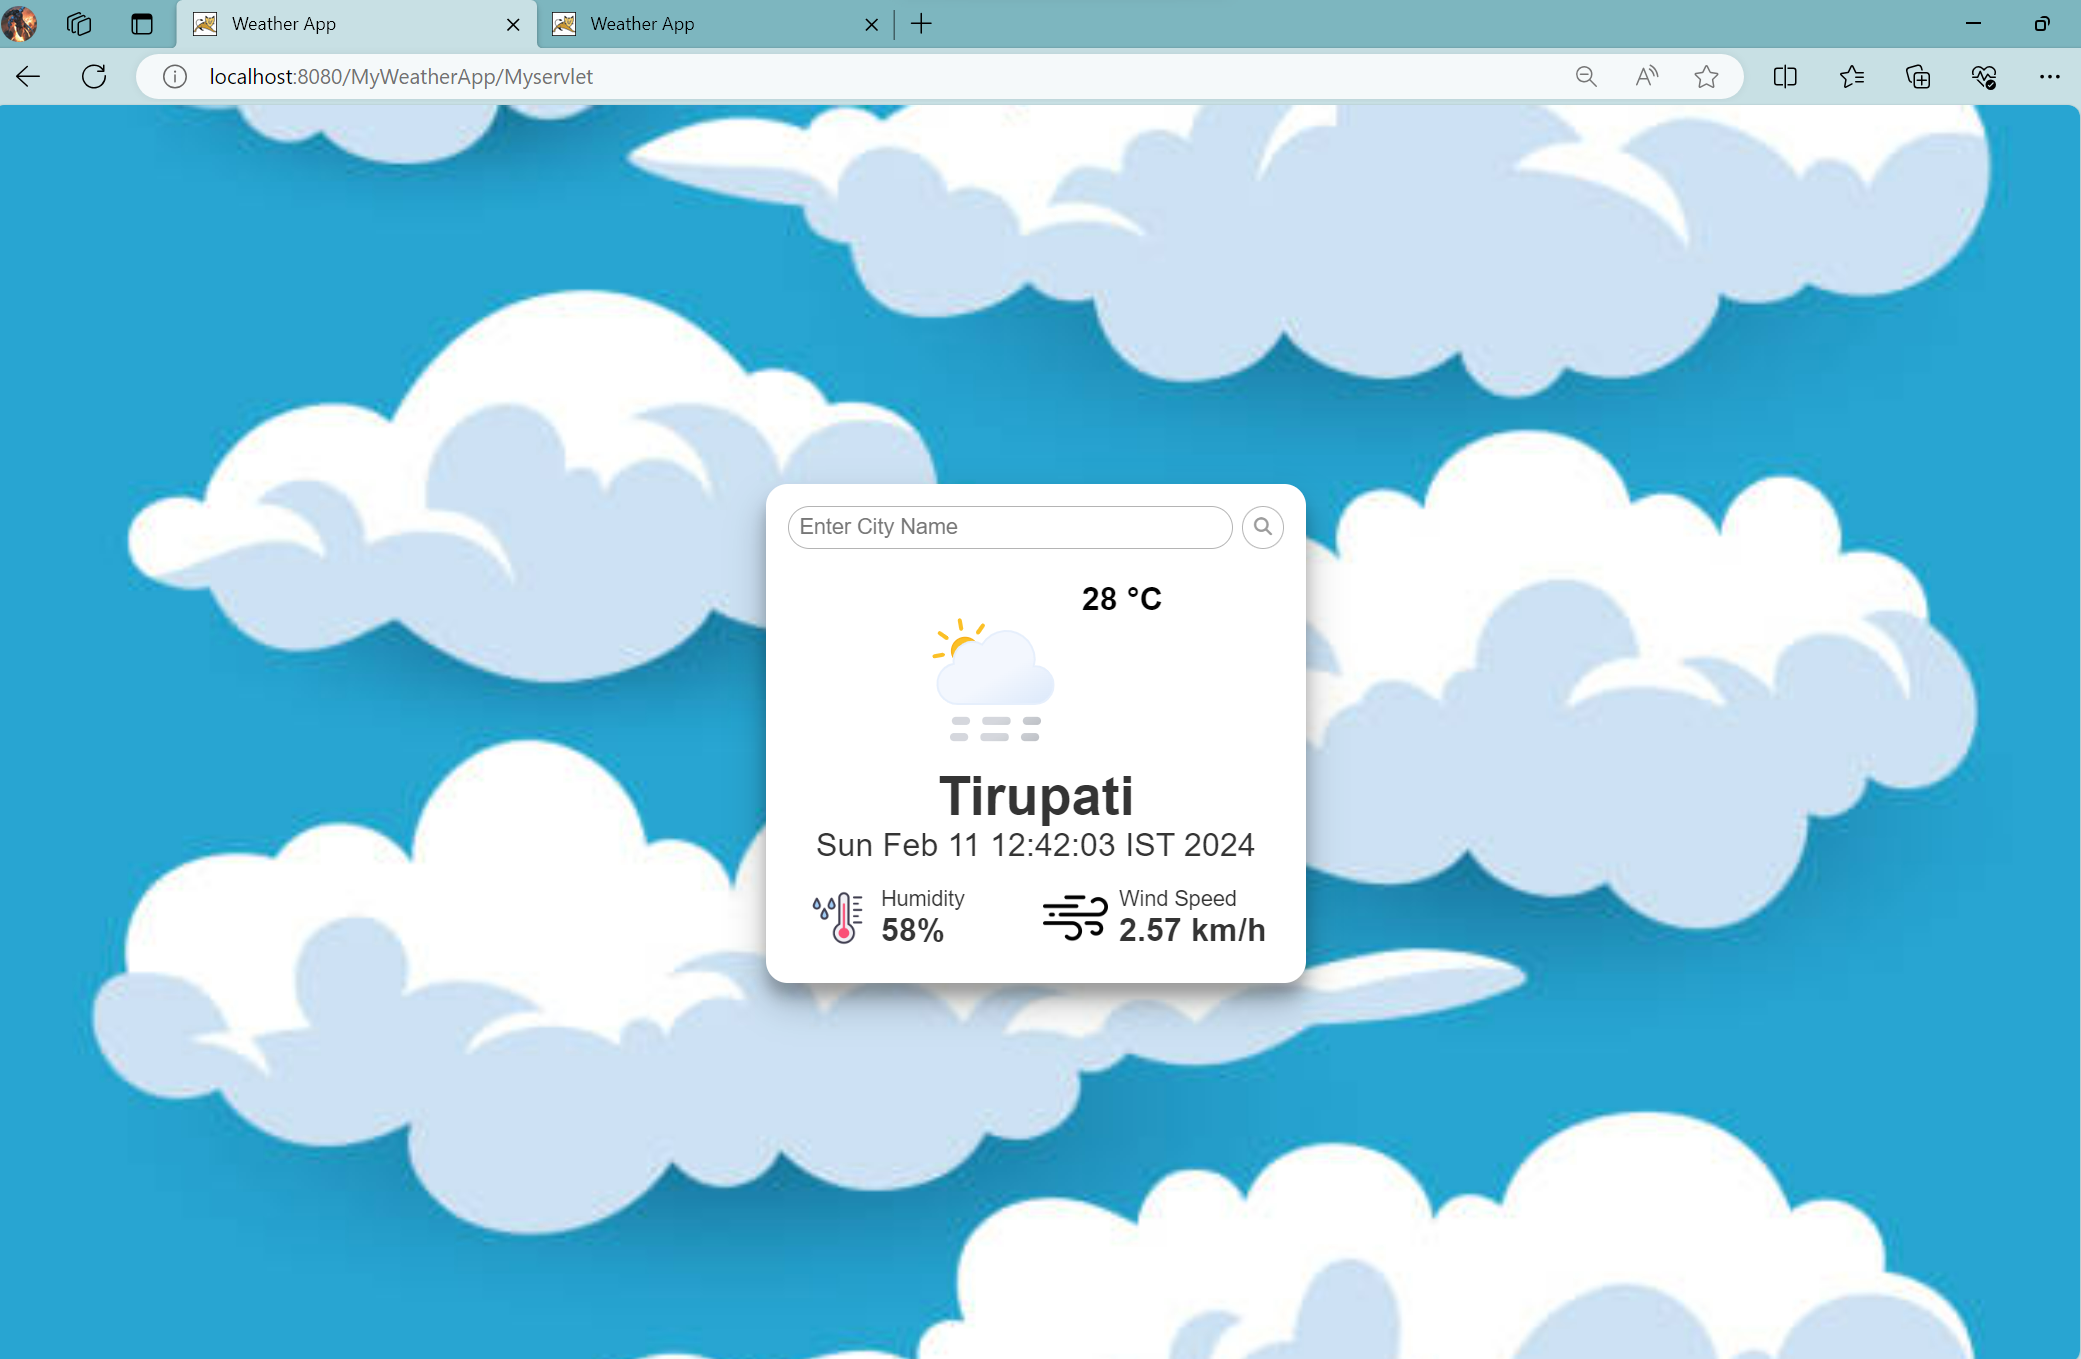 Weather App
Weather App
localhost:8080/MyWeatherApp/Myservlet
Enter City Name
28 °C
Tirupati
Sun Feb 11 12:42:03 IST 2024
Humidity
58%
Wind Speed
2.57 km/h